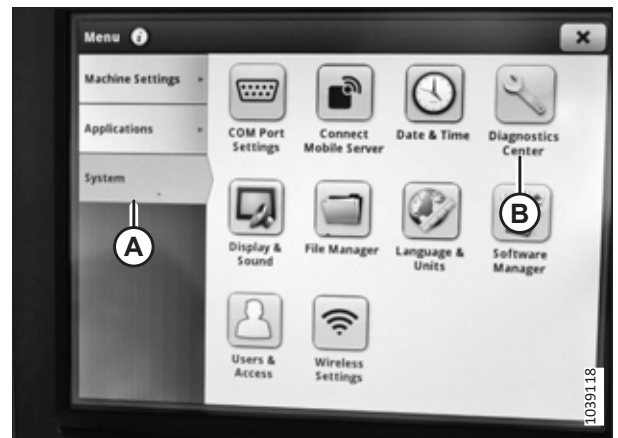 Menu i
Machine Settings
Applications
System
COM Port
Settings
Connect
Mobile Server
Date & Time
Diagnostics
Center
Display &
Sound
File Manager
Language &
Units
Software
Manager
Users &
Access
Wireless
Settings
A
B
1039118